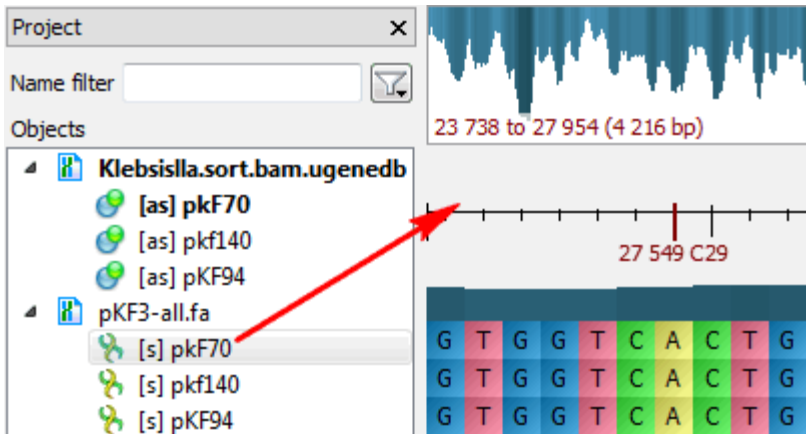 Project
Name filter
Objects
Klebsislla.sort.bam.ugenedb
[as] pkF70
[as] pkf140
[as] pKF94
pKF3-all.fa
[s] pkF70
[s] pkf140
[s] pKF94
23 738 to 27 954 (4 216 bp)
27 549 C29
G T G G T C A C T G
G T G G T C A C T G
G T G G T C A C T G